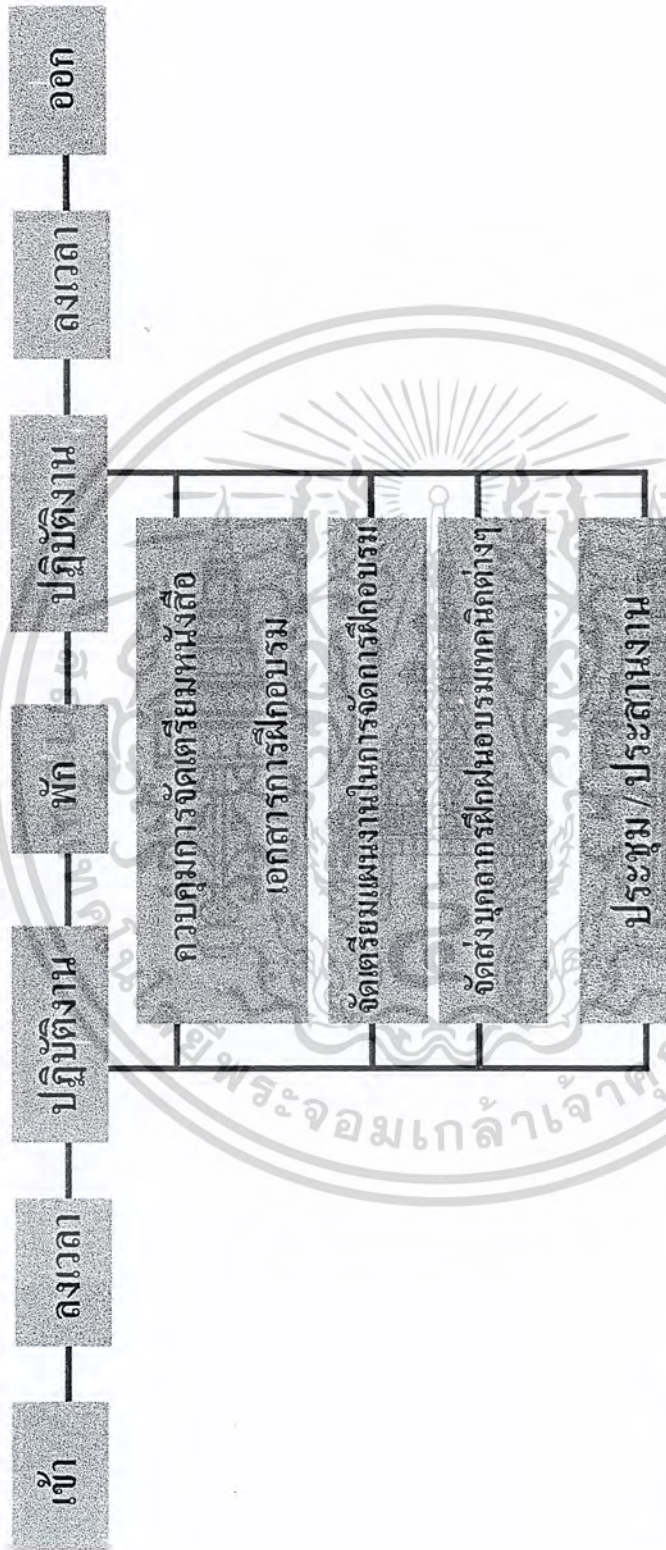 เข้า
ลงเวลา
ปฏิบัติงาน
พัก
ปฏิบัติงาน
ลงเวลา
ออก
ควบคุมการจัดเตรียมหนังสือ
เอกสารการฝึกอบรม
จัดเตรียมแผนงานในการจัดการฝึกอบรม
จัดส่งบุคลากรฝึกฝนอบรมเทคนิคต่างๆ
ประชุม / ประสานงาน